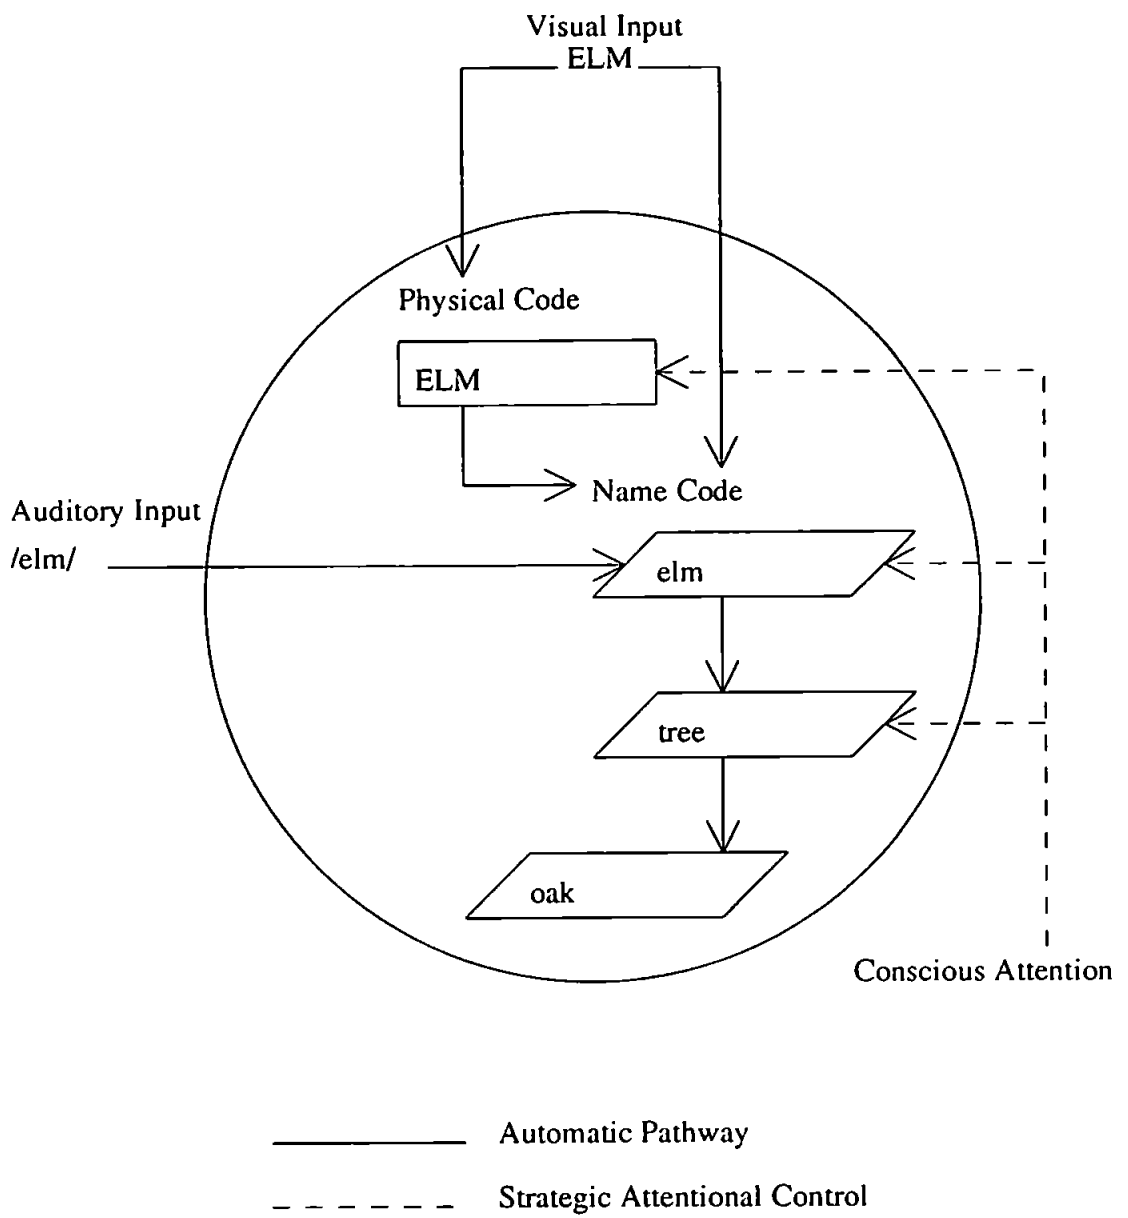 Visual Input
ELM
Physical Code
ELM
Name Code
Auditory Input
/elm/
elm
tree
oak
Conscious Attention
Automatic Pathway
Strategic Attentional Control